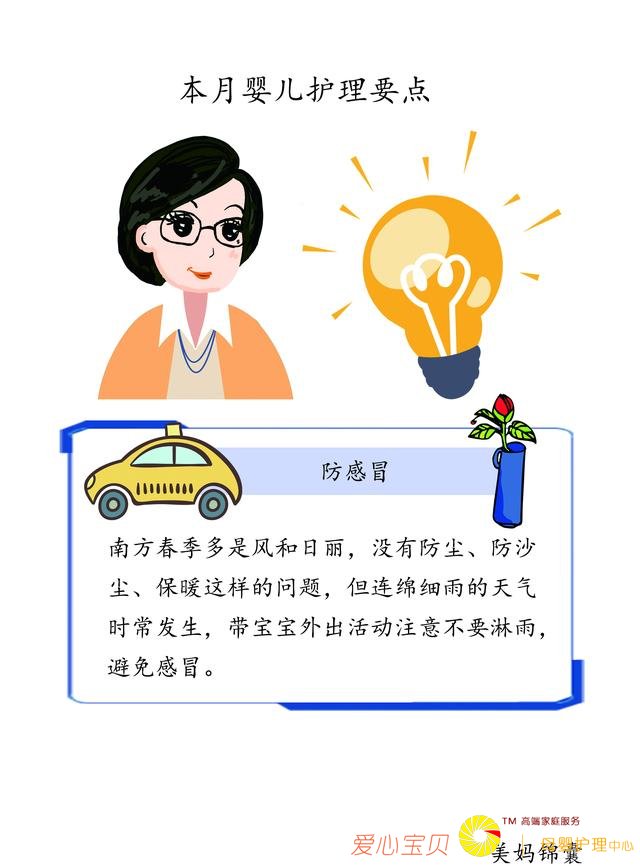 本月婴儿护理要点
防感冒
南方春季多是风和日丽，没有防尘、防沙
尘、保暖这样的问题，但连绵细雨的天气
时常发生，带宝宝外出活动注意不要淋雨，
避免感冒。
TM 高端家庭服务
爱心宝贝 母婴护理中心
美妈锦囊